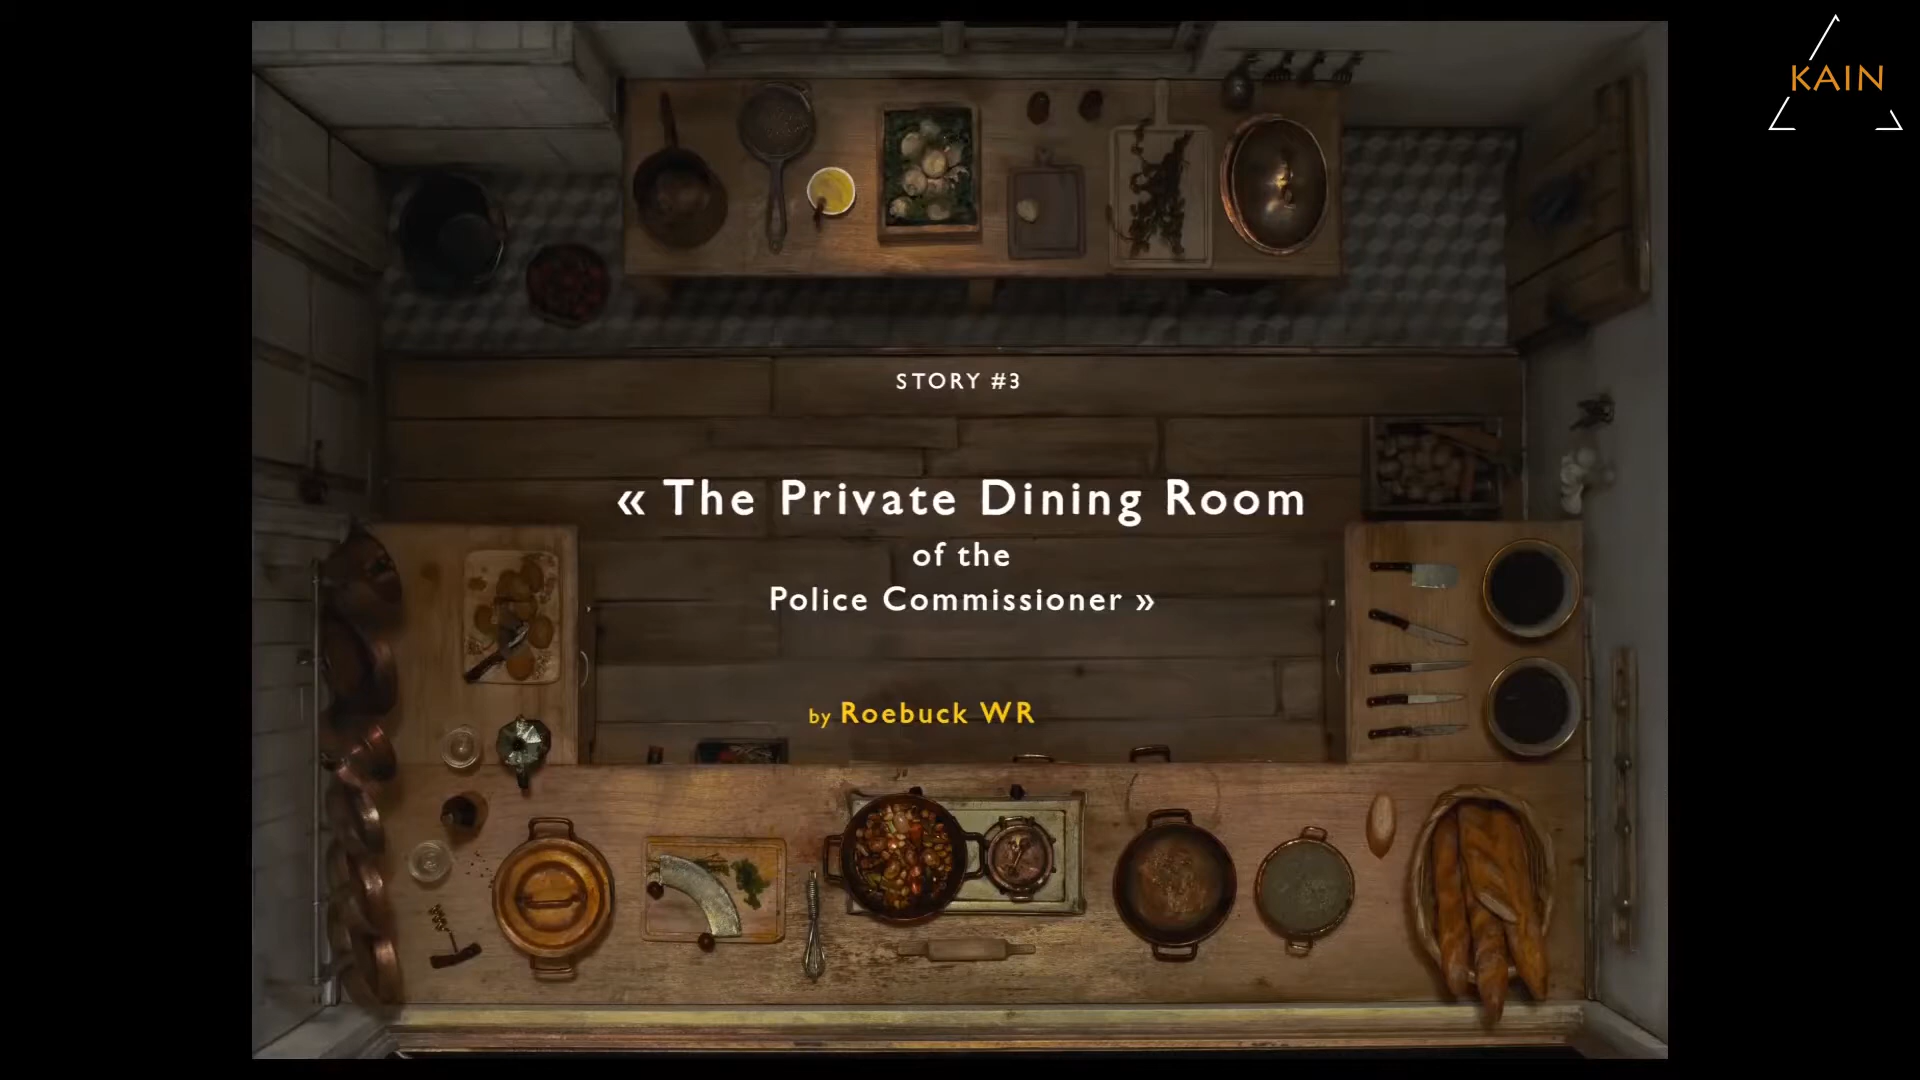 KAIN
STORY #3
« The Private Dining Room
of the
Police Commissioner »
by Roebuck WR